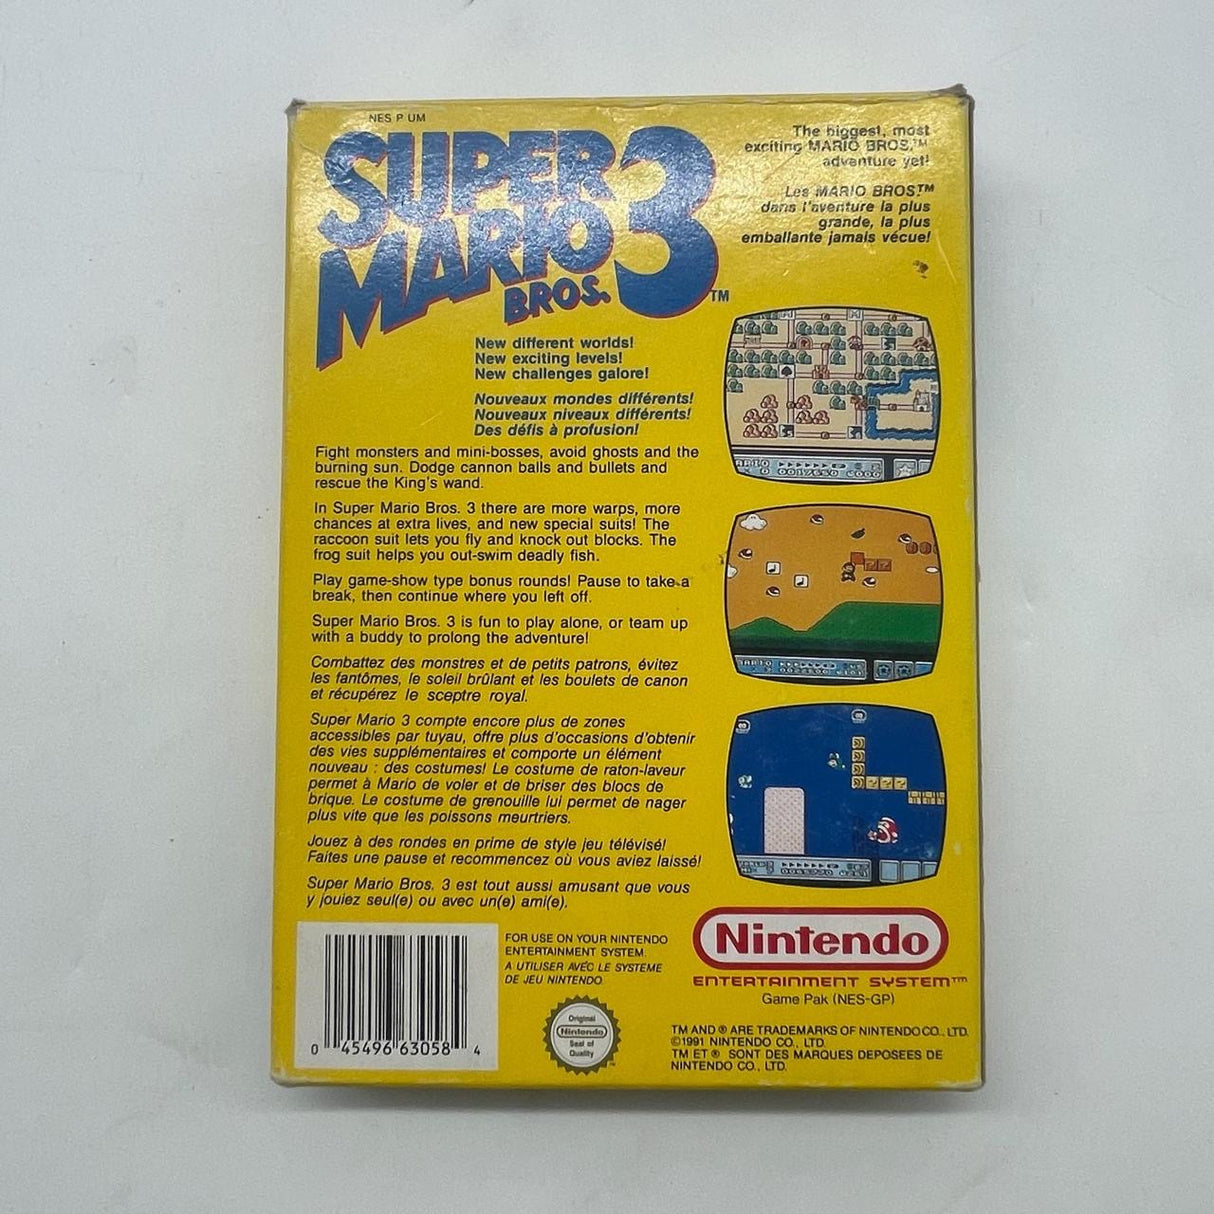 NES P UM
SUPER
MARIO
BROS. 3 ™
The biggest, most
exciting MARIO BROS.™
adventure yet!
Les MARIO BROS.™
dans l'aventure la plus
grande, la plus
emballante jamais vécue!
New different worlds!
New exciting levels!
New challenges galore!
Nouveaux mondes différents!
Nouveaux niveaux différents!
Des défis à profusion!
Fight monsters and mini-bosses, avoid ghosts and the
burning sun. Dodge cannon balls and bullets and
rescue the King's wand.
In Super Mario Bros. 3 there are more warps, more
chances at extra lives, and new special suits! The
raccoon suit lets you fly and knock out blocks. The
frog suit helps you out-swim deadly fish.
Play game-show type bonus rounds! Pause to take a
break, then continue where you left off.
Super Mario Bros. 3 is fun to play alone, or team up
with a buddy to prolong the adventure!
Combattez des monstres et de petits patrons, évitez
les fantômes, le soleil brûlant et les boulets de canon
et récupérez le sceptre royal.
Super Mario 3 compte encore plus de zones
accessibles par tuyau, offre plus d'occasions d'obtenir
des vies supplémentaires et comporte un élément
nouveau : des costumes! Le costume de raton-laveur
permet à Mario de voler et de briser des blocs de
brique. Le costume de grenouille lui permet de nager
plus vite que les poissons meurtriers.
Jouez à des rondes en prime de style jeu télévisé!
Faites une pause et recommencez où vous aviez laissé!
Super Mario Bros. 3 est tout aussi amusant que vous
y jouiez seul(e) ou avec un(e) ami(e).
0 45496 63058 4
FOR USE ON YOUR NINTENDO
ENTERTAINMENT SYSTEM.
A UTILISER AVEC LE SYSTEME
DE JEU NINTENDO.
Original
Nintendo
Seal of
Quality
Nintendo
ENTERTAINMENT SYSTEM™
Game Pak (NES-GP)
TM AND ® ARE TRADEMARKS OF NINTENDO CO., LTD.
©1991 NINTENDO CO., LTD.
TM ET ® SONT DES MARQUES DEPOSEES DE
NINTENDO CO., LTD.